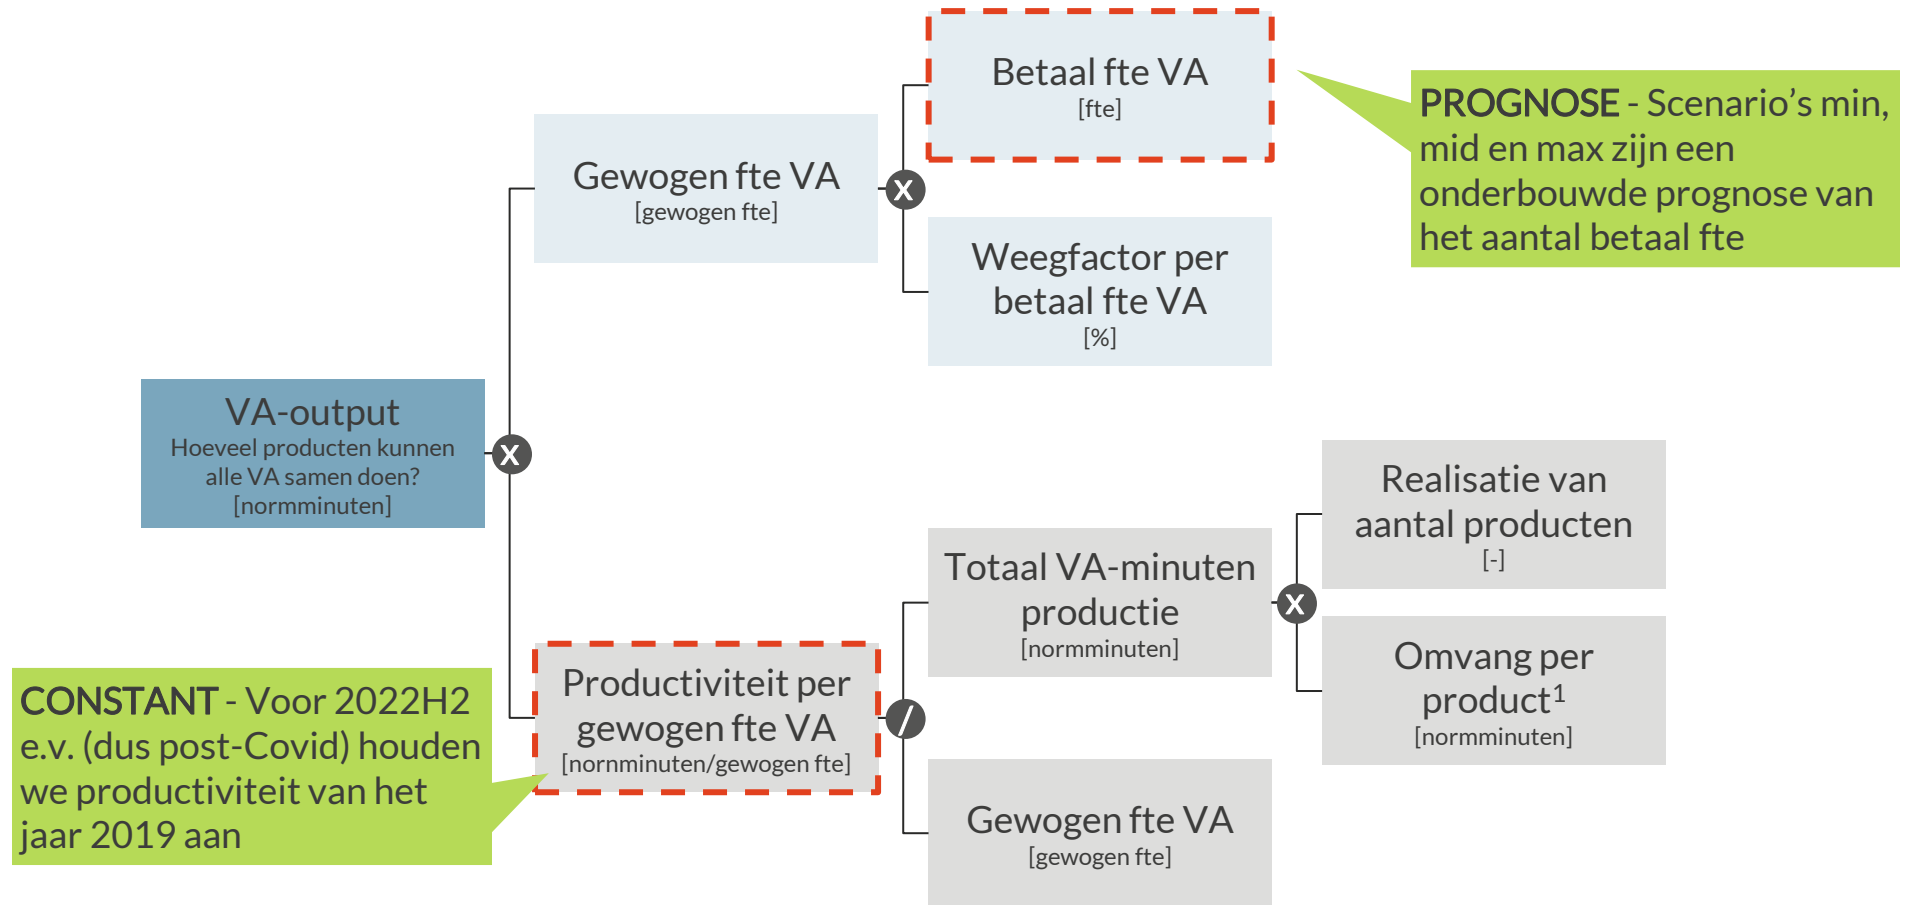 Betaal fte VA
[fte]
PROGNOSE - Scenario's min,
mid en max zijn een
onderbouwde prognose van
het aantal betaal fte
Gewogen fte VA
[gewogen fte]
X
Weegfactor per
betaal fte VA
[%]
VA-output
Hoeveel producten kunnen
alle VA samen doen?
[normminuten]
X
Realisatie van
aantal producten
[-]
Totaal VA-minuten
productie
[normminuten]
X
Omvang per
product¹
[normminuten]
CONSTANT - Voor 2022H2
e.v. (dus post-Covid) houden
we productiviteit van het
jaar 2019 aan
Productiviteit per
gewogen fte VA
[nornminuten/gewogen fte]
/
Gewogen fte VA
[gewogen fte]